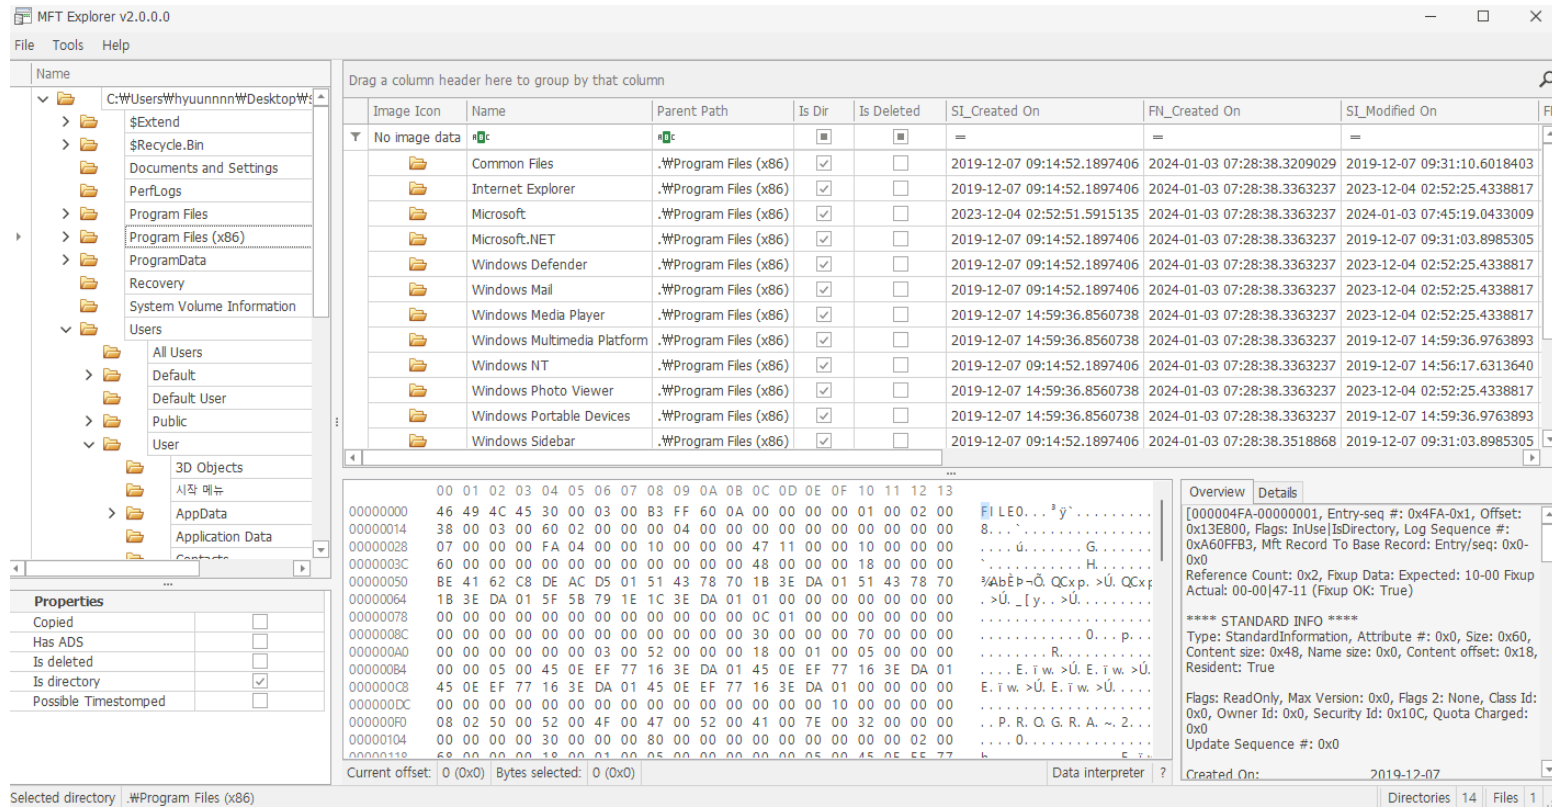 MFT Explorer v2.0.0.0
File Tools Help
Name
C:₩Users₩hyuunnnn₩Desktop₩
$Extend
$Recycle.Bin
Documents and Settings
PerfLogs
Program Files
Program Files (x86)
ProgramData
Recovery
System Volume Information
Users
All Users
Default
Default User
Public
User
3D Objects
시작 메뉴
AppData
Application Data
Contacts
Properties
Copied
Has ADS
Is deleted
Is directory
Possible Timestomped
Drag a column header here to group by that column
Image Icon Name Parent Path Is Dir Is Deleted SI_Created On FN_Created On SI_Modified On
No image data = = =
Common Files .₩Program Files (x86) 2019-12-07 09:14:52.1897406 2024-01-03 07:28:38.3209029 2019-12-07 09:31:10.6018403
Internet Explorer .₩Program Files (x86) 2019-12-07 09:14:52.1897406 2024-01-03 07:28:38.3363237 2023-12-04 02:52:25.4338817
Microsoft .₩Program Files (x86) 2023-12-04 02:52:51.5915135 2024-01-03 07:28:38.3363237 2024-01-03 07:45:19.0433009
Microsoft.NET .₩Program Files (x86) 2019-12-07 09:14:52.1897406 2024-01-03 07:28:38.3363237 2019-12-07 09:31:03.8985305
Windows Defender .₩Program Files (x86) 2019-12-07 09:14:52.1897406 2024-01-03 07:28:38.3363237 2023-12-04 02:52:25.4338817
Windows Mail .₩Program Files (x86) 2019-12-07 09:14:52.1897406 2024-01-03 07:28:38.3363237 2023-12-04 02:52:25.4338817
Windows Media Player .₩Program Files (x86) 2019-12-07 14:59:36.8560738 2024-01-03 07:28:38.3363237 2023-12-04 02:52:25.4338817
Windows Multimedia Platform .₩Program Files (x86) 2019-12-07 14:59:36.8560738 2024-01-03 07:28:38.3363237 2019-12-07 14:59:36.9763893
Windows NT .₩Program Files (x86) 2019-12-07 09:14:52.1897406 2024-01-03 07:28:38.3363237 2019-12-07 14:56:17.6313640
Windows Photo Viewer .₩Program Files (x86) 2019-12-07 14:59:36.8560738 2024-01-03 07:28:38.3363237 2023-12-04 02:52:25.4338817
Windows Portable Devices .₩Program Files (x86) 2019-12-07 14:59:36.8560738 2024-01-03 07:28:38.3363237 2019-12-07 14:59:36.9763893
Windows Sidebar .₩Program Files (x86) 2019-12-07 09:14:52.1897406 2024-01-03 07:28:38.3518868 2019-12-07 09:31:03.8985305
00 01 02 03 04 05 06 07 08 09 0A 0B 0C 0D 0E 0F 10 11 12 13
00000000 46 49 4C 45 30 00 03 00 B3 FF 60 0A 00 00 00 00 01 00 02 00 FILE0...³ÿ`.........
00000014 38 00 03 00 60 02 00 00 00 04 00 00 00 00 00 00 00 00 00 00 8...`...............
00000028 07 00 00 00 FA 04 00 00 10 00 00 00 47 11 00 00 10 00 00 00 ....ú.......G.......
0000003C 60 00 00 00 00 00 00 00 00 00 00 00 48 00 00 00 18 00 00 00 `...........H.......
00000050 BE 41 62 C8 DE AC D5 01 51 43 78 70 1B 3E DA 01 51 43 78 70 ¾AbÈÞ¬Õ.QCxp.>Ú.QCxp
00000064 1B 3E DA 01 5F 5B 79 1E 1C 3E DA 01 01 00 00 00 00 00 00 00 .>Ú._[y..>Ú.........
00000078 00 00 00 00 00 00 00 00 00 00 00 00 0C 01 00 00 00 00 00 00 ....................
0000008C 00 00 00 00 00 00 00 00 00 00 00 00 30 00 00 00 70 00 00 00 ............0...p...
000000A0 00 00 00 00 00 00 03 00 52 00 00 00 18 00 01 00 05 00 00 00 ........R...........
000000B4 00 00 05 00 45 0E EF 77 16 3E DA 01 45 0E EF 77 16 3E DA 01 ....E.ïw.>Ú.E.ïw.>Ú.
000000C8 45 0E EF 77 16 3E DA 01 45 0E EF 77 16 3E DA 01 00 00 00 00 E.ïw.>Ú.E.ïw.>Ú.....
000000DC 00 00 00 00 00 00 00 00 00 00 00 00 00 00 00 10 00 00 00 00 ....................
000000F0 08 02 50 00 52 00 4F 00 47 00 52 00 41 00 7E 00 32 00 00 00 ..P.R.O.G.R.A.~.2...
00000104 00 00 00 00 30 00 00 00 80 00 00 00 00 00 00 00 00 00 02 00 ....0...............
00000118 68 00 00 00 18 00 01 00 05 00 00 00 00 00 05 00 45 0E EF 77
Current offset: 0 (0x0) Bytes selected: 0 (0x0) Data interpreter ?
Overview Details
[000004FA-00000001, Entry-seq #: 0x4FA-0x1, Offset:
0x13E800, Flags: InUse|IsDirectory, Log Sequence #:
0xA60FFB3, Mft Record To Base Record: Entry/seq: 0x0-
0x0
Reference Count: 0x2, Fixup Data: Expected: 10-00 Fixup
Actual: 00-00|47-11 (Fixup OK: True)
**** STANDARD INFO ****
Type: StandardInformation, Attribute #: 0x0, Size: 0x60,
Content size: 0x48, Name size: 0x0, Content offset: 0x18,
Resident: True
Flags: ReadOnly, Max Version: 0x0, Flags 2: None, Class Id:
0x0, Owner Id: 0x0, Security Id: 0x10C, Quota Charged:
0x0
Update Sequence #: 0x0
Created On: 2019-12-07
Selected directory .₩Program Files (x86) Directories 14 Files 1